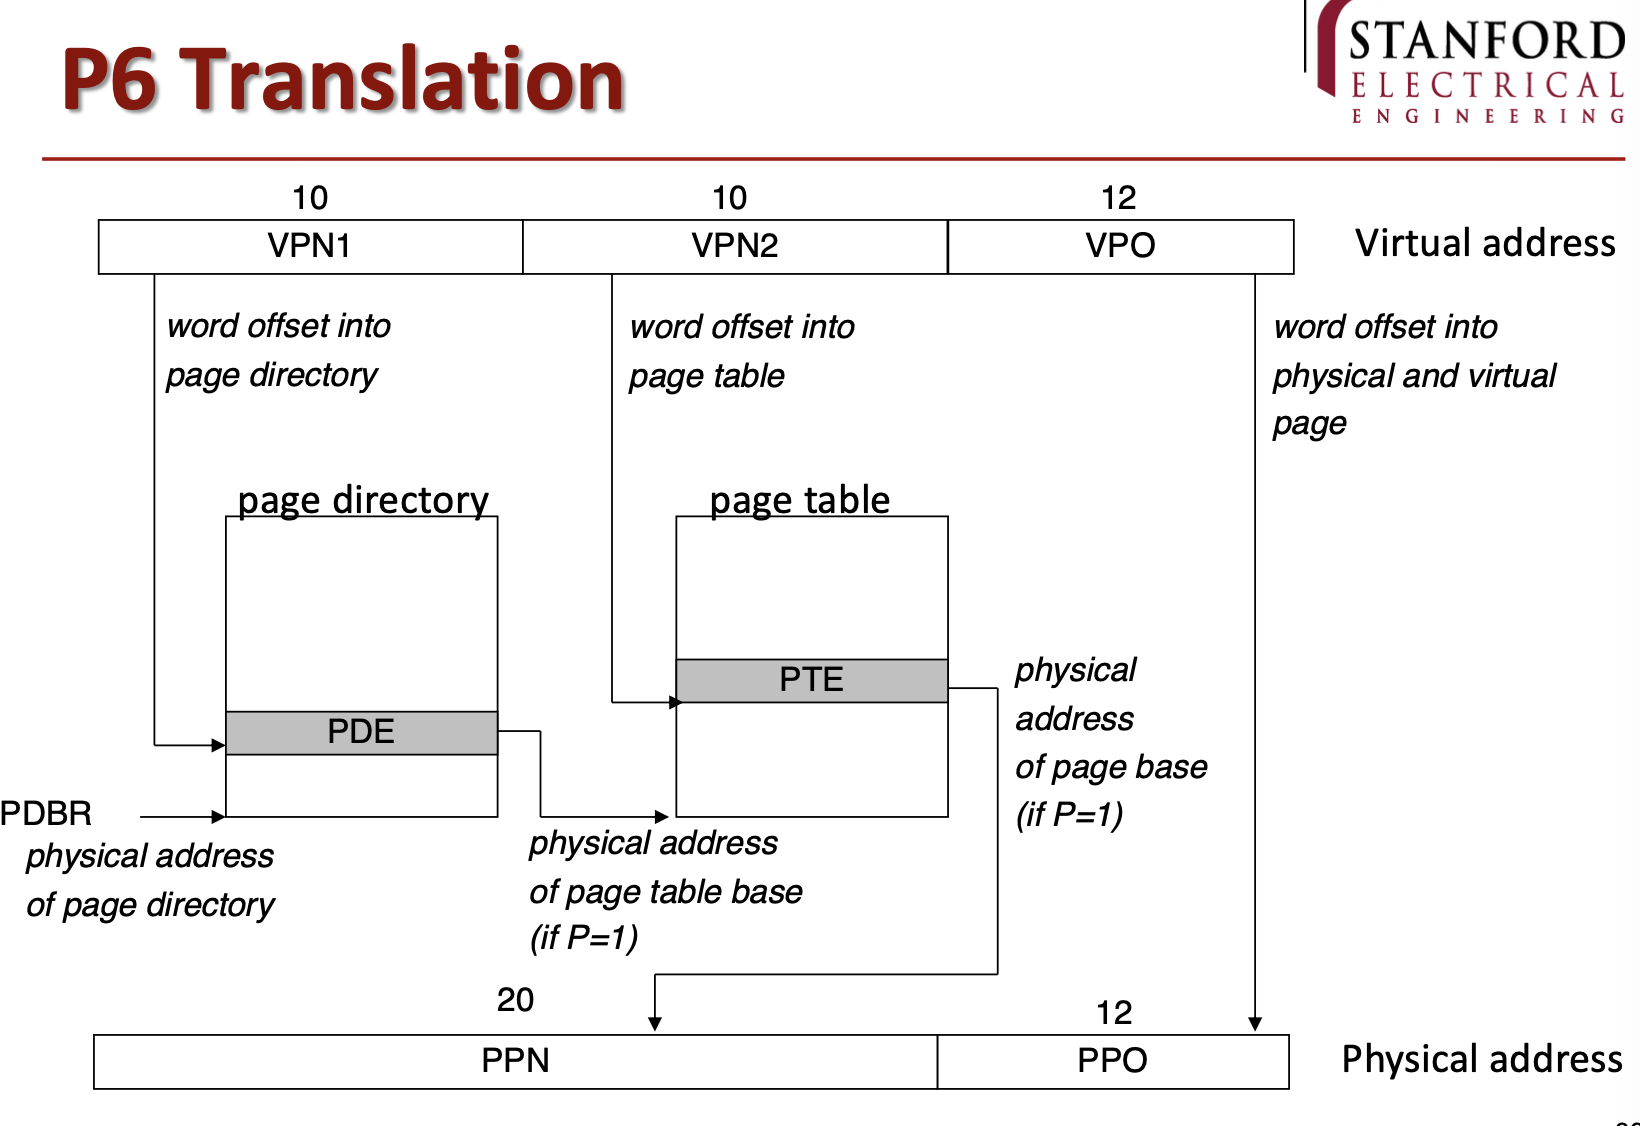 P6 Translation
STANFORD
ELECTRICAL
ENGINEERING
10
10
12
VPN1
VPN2
VPO
Virtual address
word offset into
page directory
word offset into
page table
word offset into
physical and virtual
page
page directory
page table
PTE
PDE
physical
address
of page base
(if P=1)
PDBR
physical address
of page directory
physical address
of page table base
(if P=1)
20
12
PPN
PPO
Physical address